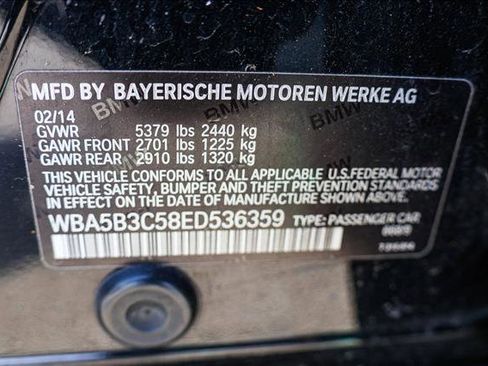 MFD BY BAYERISCHE MOTOREN WERKE AG
02/14
GVWR 5379 lbs 2440 kg
GAWR FRONT 2701 lbs 1225 kg
GAWR REAR 2910 lbs 1320 kg
THIS VEHICLE CONFORMS TO ALL APPLICABLE U.S.FEDERAL MOTOR
VEHICLE SAFETY, BUMPER AND THEFT PREVENTION STANDARDS
IN EFFECT ON THE DATE OF MANUFACTURE SHOWN ABOVE.
WBA5B3C58ED536359 TYPE: PASSENGER CAR